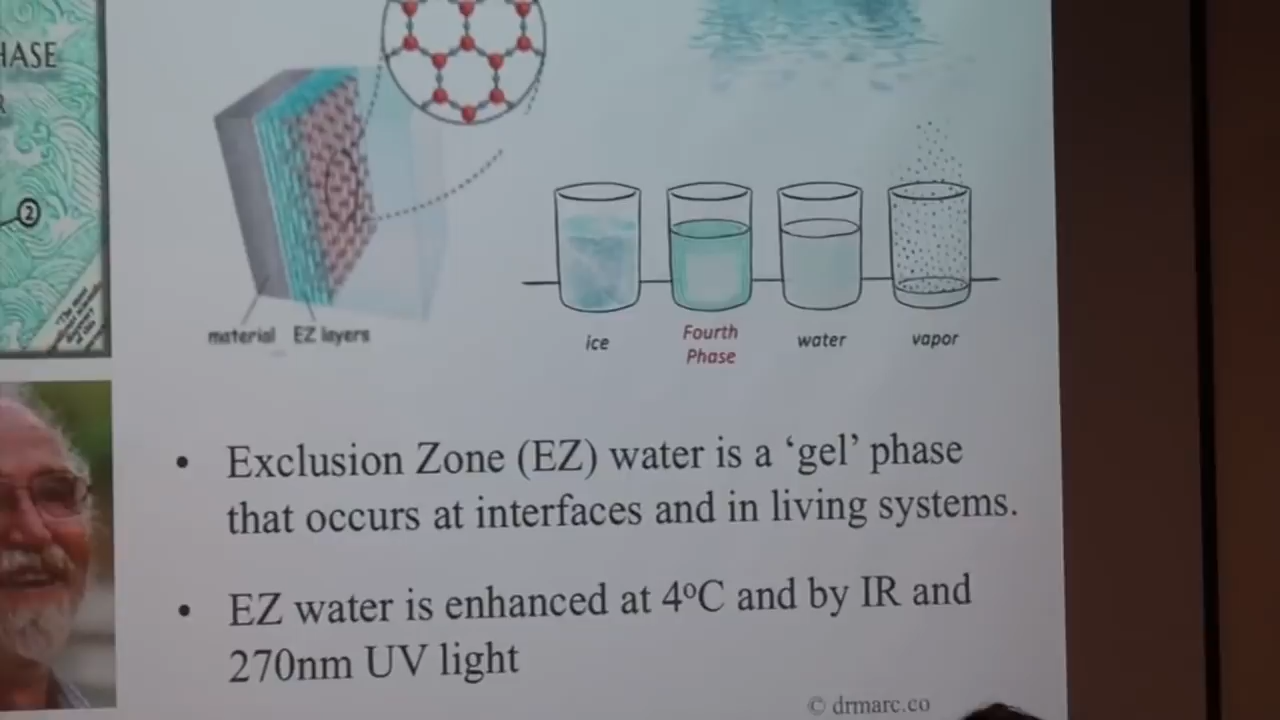 HASE
R
2
material EZ layers
ice
Fourth
Phase
water
vapor
• Exclusion Zone (EZ) water is a ‘gel’ phase
that occurs at interfaces and in living systems.
• EZ water is enhanced at 4ºC and by IR and
270nm UV light
© drmarc.co